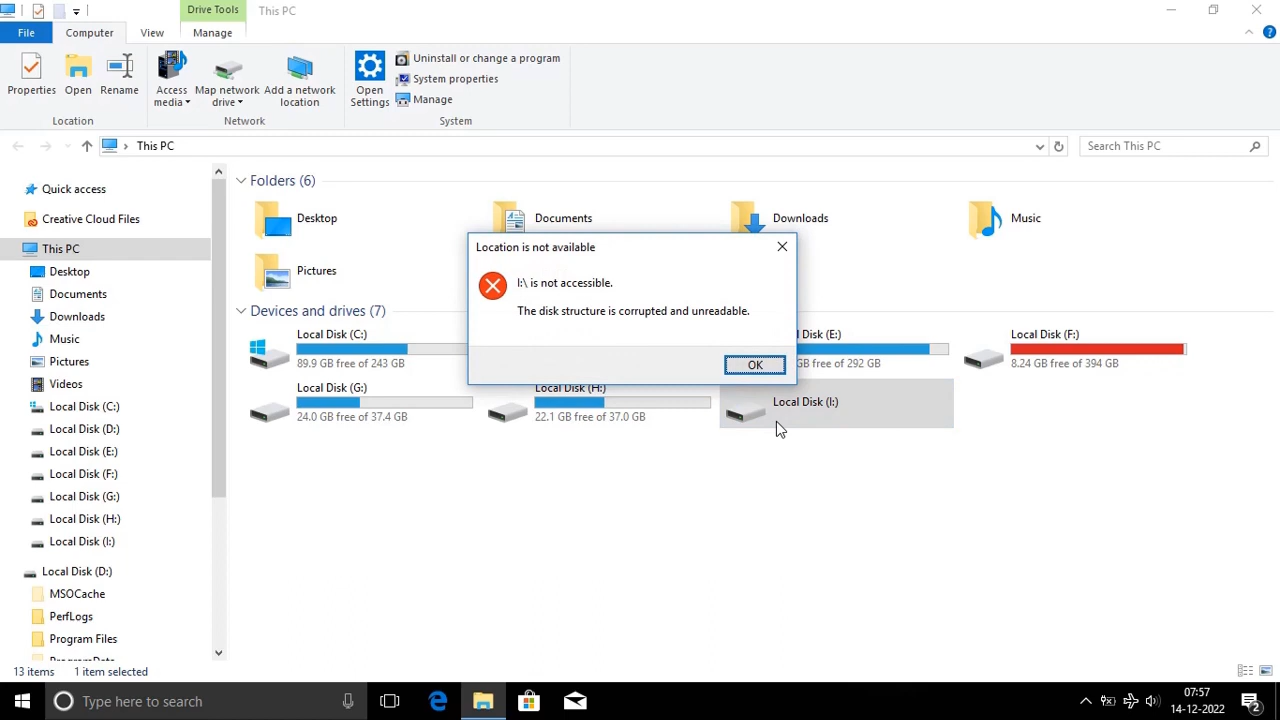 Drive Tools
This PC
File
Computer
View
Manage
Properties
Open
Rename
Access
media
Map network
drive
Add a network
location
Open
Settings
Uninstall or change a program
System properties
Manage
Location
Network
System
This PC
Search This PC
Quick access
Creative Cloud Files
This PC
Desktop
Documents
Downloads
Music
Pictures
Videos
Local Disk (C:)
Local Disk (D:)
Local Disk (E:)
Local Disk (F:)
Local Disk (G:)
Local Disk (H:)
Local Disk (I:)
Local Disk (D:)
MSOCache
PerfLogs
Program Files
ProgramData
Folders (6)
Desktop
Documents
Downloads
Music
Pictures
Devices and drives (7)
Local Disk (C:)
89.9 GB free of 243 GB
(E:)
GB free of 292 GB
Local Disk (F:)
8.24 GB free of 394 GB
Local Disk (G:)
24.0 GB free of 37.4 GB
Local Disk (H:)
22.1 GB free of 37.0 GB
Local Disk (I:)
Location is not available
I:\ is not accessible.
The disk structure is corrupted and unreadable.
OK
13 items
1 item selected
Type here to search
07:57
14-12-2022
2